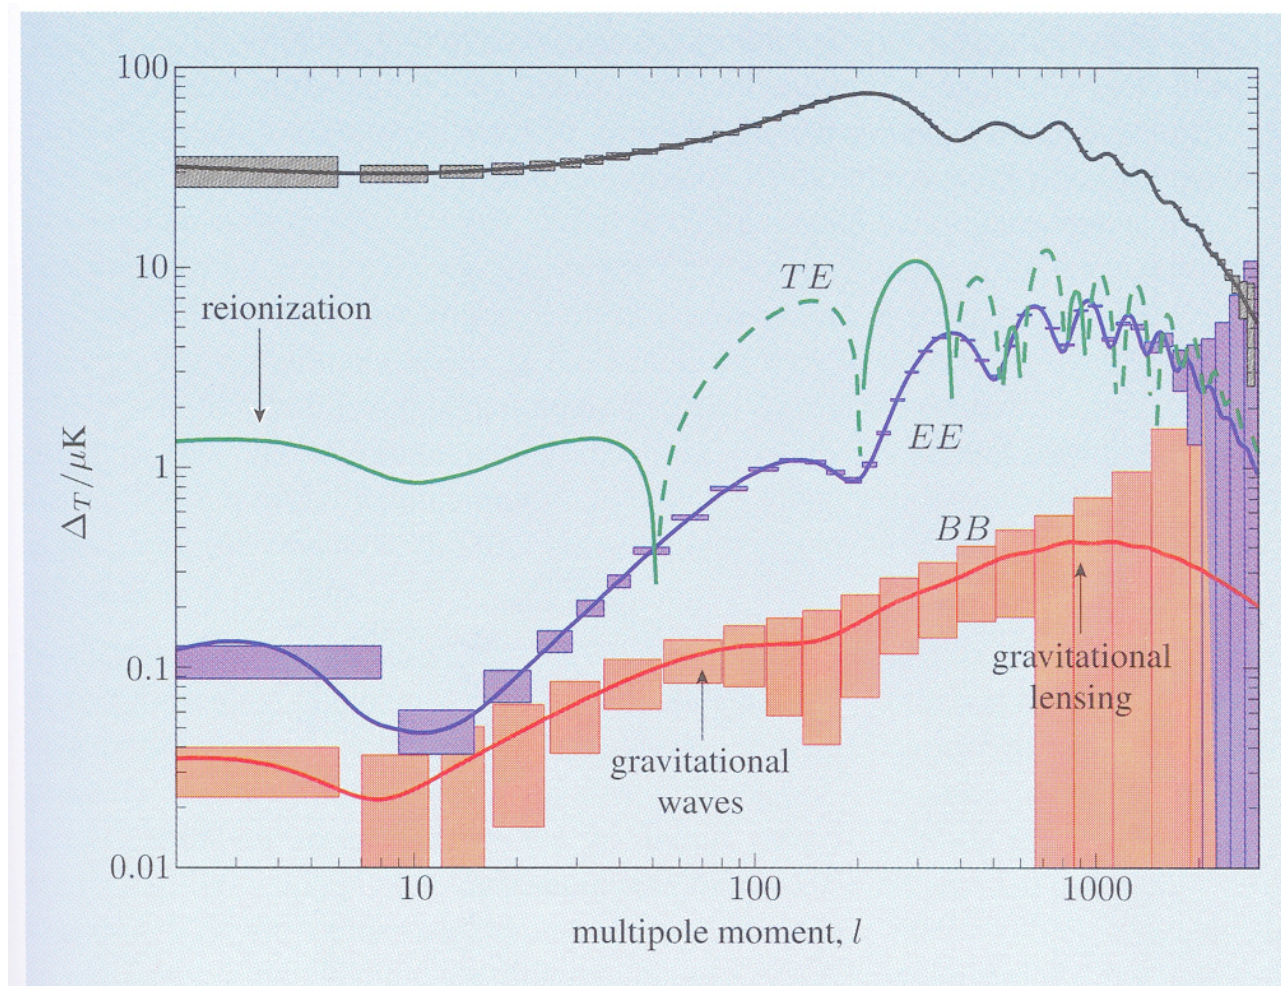 100
10
1
0.1
0.01
Δ_T/μK
reionization
TE
EE
BB
gravitational
waves
gravitational
lensing
10
100
1000
multipole moment, l